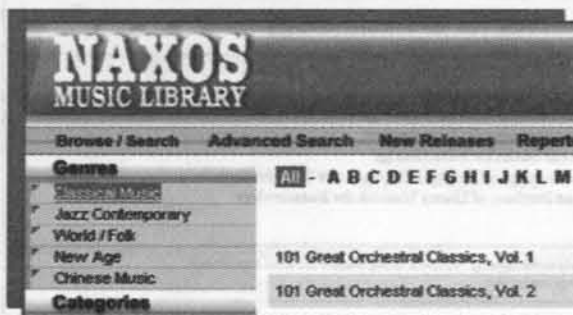 NAXOS
MUSIC LIBRARY
Browse / Search Advanced Search New Releases Reperto
Genres
Classical Music
Jazz Contemporary
World / Folk
New Age
Chinese Music
Categories
All - A B C D E F G H I J K L M
101 Great Orchestral Classics, Vol. 1
101 Great Orchestral Classics, Vol. 2